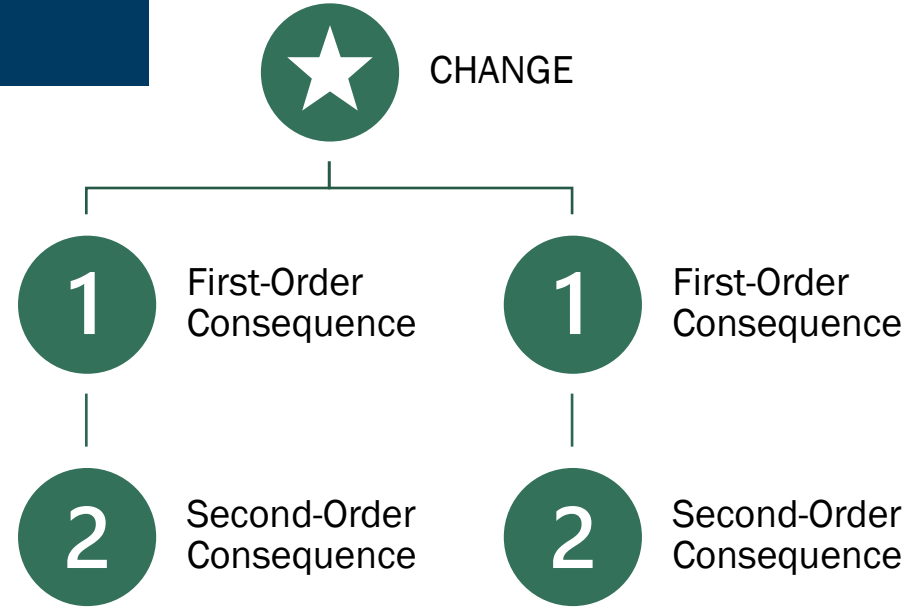 CHANGE
1
First-Order
Consequence
1
First-Order
Consequence
2
Second-Order
Consequence
2
Second-Order
Consequence